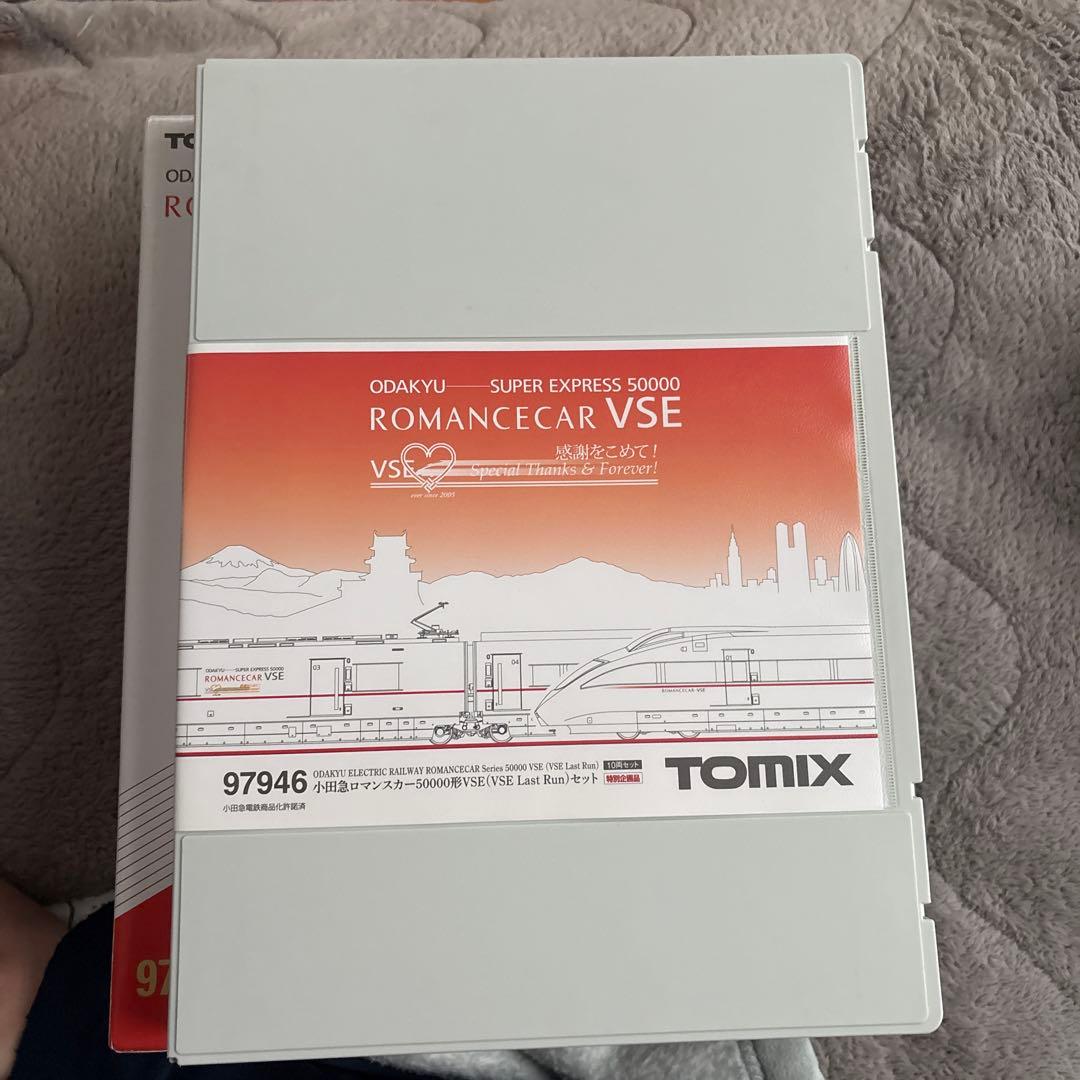 TO
OD
R
ODAKYU——SUPER EXPRESS 50000
ROMANCECAR VSE
感謝をこめて！
VSE Special Thanks & Forever!
ever since 2005
ODAKYU——SUPER EXPRESS 50000
ROMANCECAR VSE
03
04
01
ROMANCECAR·VSE
97946
ODAKYU ELECTRIC RAILWAY ROMANCECAR Series 50000 VSE (VSE Last Run) 10両セット
小田急ロマンスカー50000形VSE(VSE Last Run)セット 特別企画品
小田急電鉄商品化許諾済
TOMIX
97